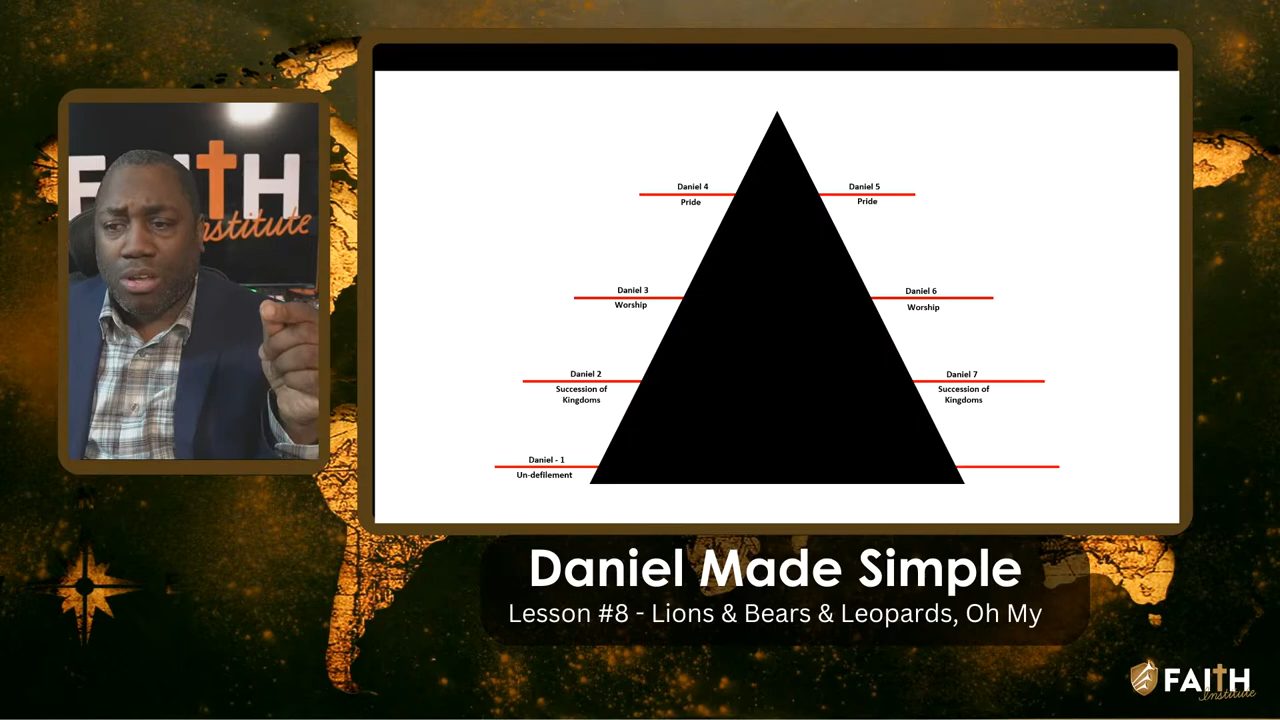 FAITH
Institute
Daniel 4
Pride
Daniel 5
Pride
Daniel 3
Worship
Daniel 6
Worship
Daniel 2
Succession of
Kingdoms
Daniel 7
Succession of
Kingdoms
Daniel - 1
Un-defilement
Daniel Made Simple
Lesson #8 - Lions & Bears & Leopards, Oh My
FAITH
Institute